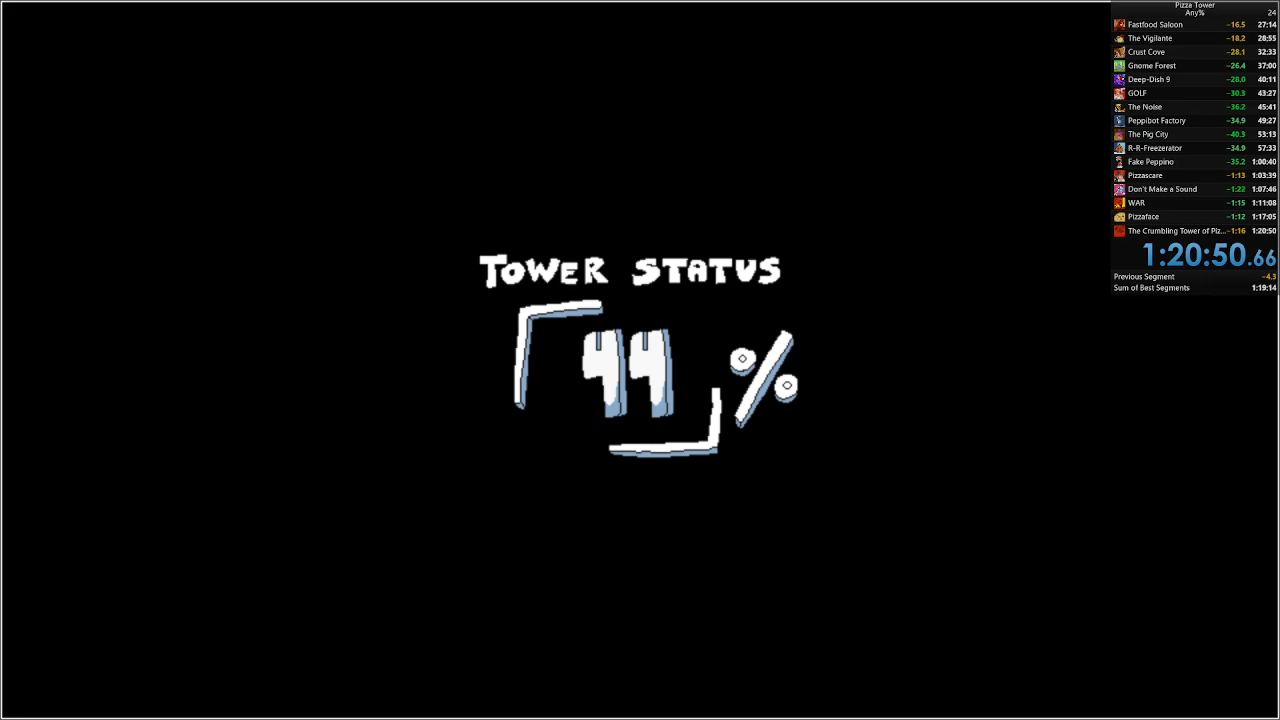 Pizza Tower
Any% 24
Fastfood Saloon −16.5 27:14
The Vigilante −18.2 28:55
Crust Cove −28.1 32:33
Gnome Forest −26.4 37:00
Deep-Dish 9 −28.0 40:11
GOLF −30.3 43:27
The Noise −36.2 45:41
Peppibot Factory −34.9 49:27
The Pig City −40.3 53:13
R-R-Freezerator −34.9 57:33
Fake Peppino −35.2 1:00:40
Pizzascare −1:13 1:03:39
Don't Make a Sound −1:22 1:07:46
WAR −1:15 1:11:08
Pizzaface −1:12 1:17:05
The Crumbling Tower of Piz... −1:16 1:20:50
1:20:50.66
Previous Segment −4.3
Sum of Best Segments 1:19:14
TOWER STATUS
99%